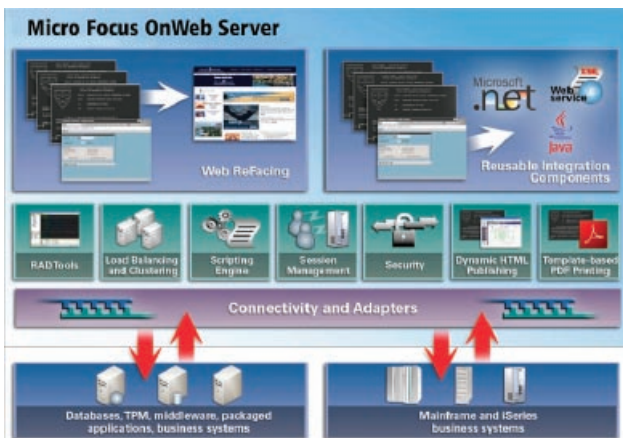 Micro Focus OnWeb Server
Web ReFacing
Microsoft
.net
XML
Web
service
Java
Reusable Integration
Components
RADTools
Load Balancing
and Clustering
Scripting
Engine
Session
Management
Security
Dynamic HTML
Publishing
Template-based
PDF Printing
Connectivity and Adapters
Databases, TPM, middleware, packaged
applications, business systems
Mainframe and iSeries
business systems